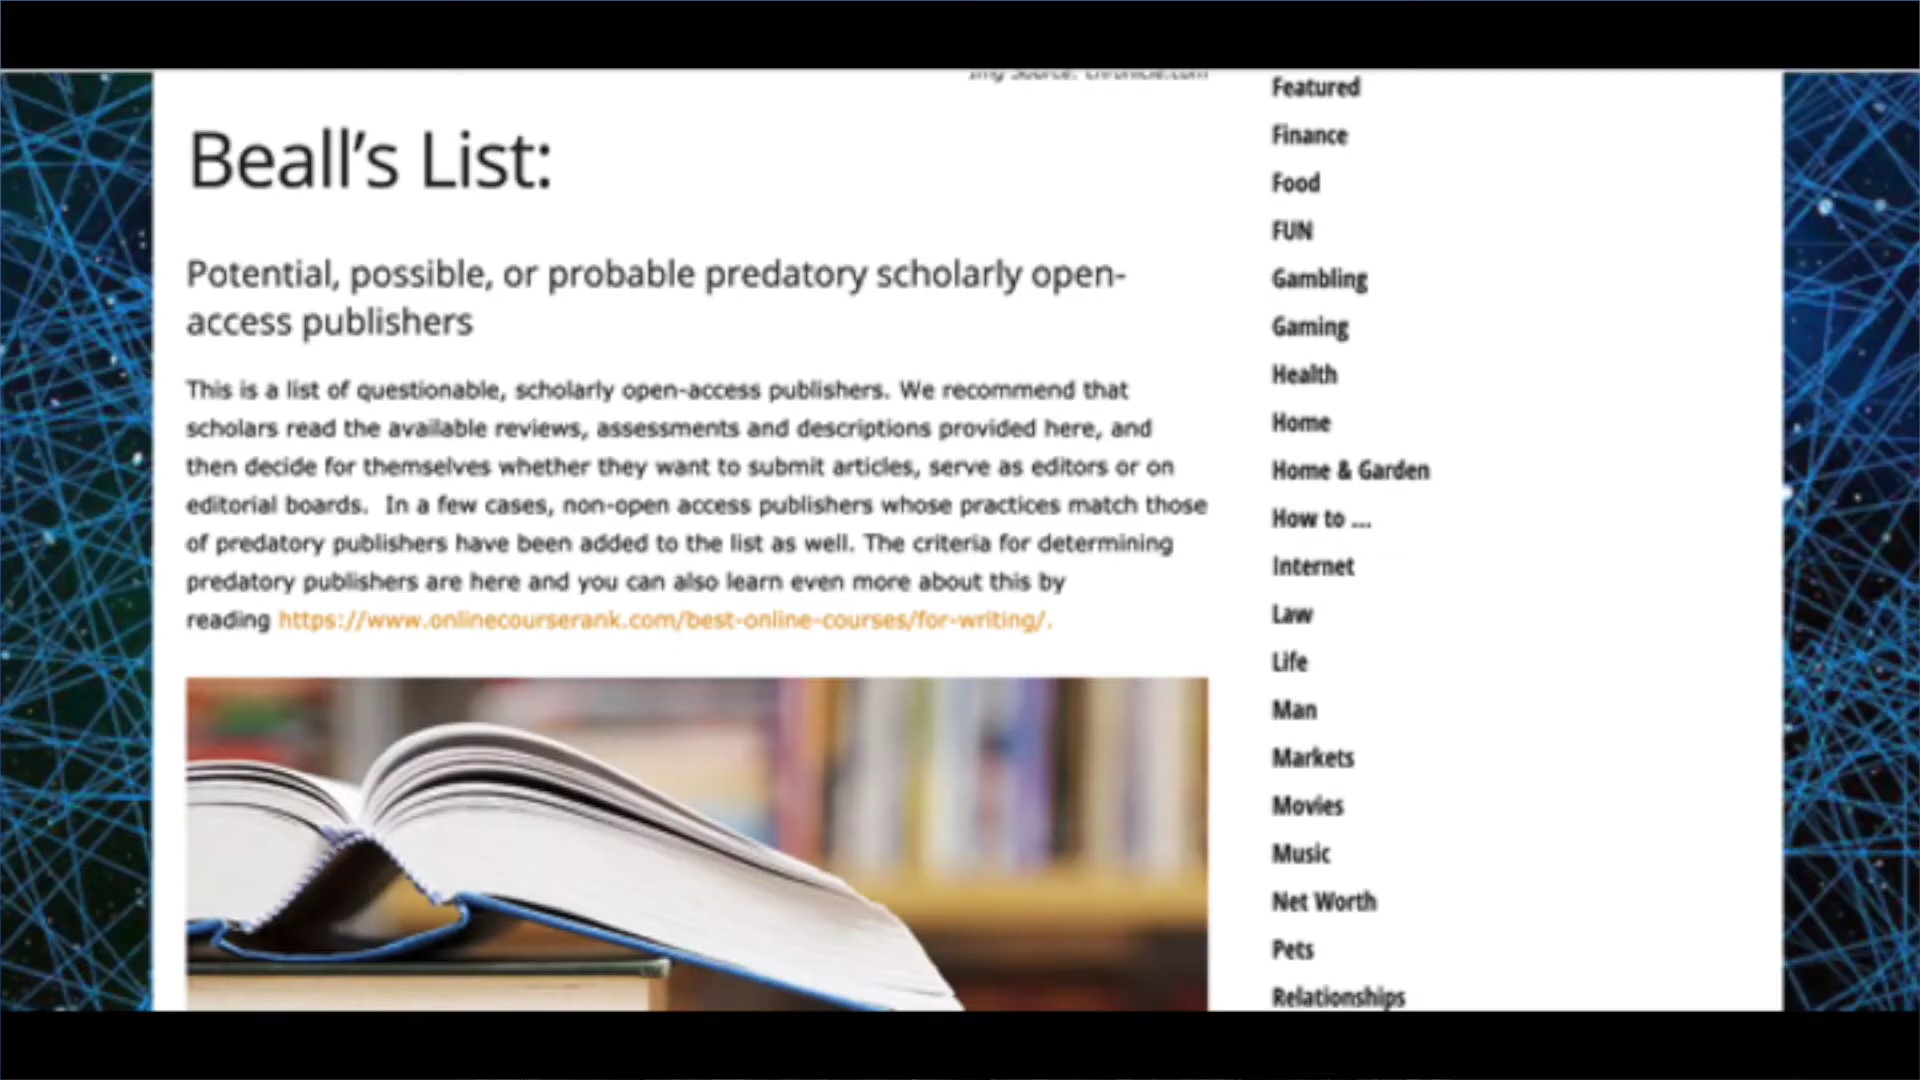 Img Source: chronicle.com
Beall's List:
Potential, possible, or probable predatory scholarly open-
access publishers
This is a list of questionable, scholarly open-access publishers. We recommend that
scholars read the available reviews, assessments and descriptions provided here, and
then decide for themselves whether they want to submit articles, serve as editors or on
editorial boards.  In a few cases, non-open access publishers whose practices match those
of predatory publishers have been added to the list as well. The criteria for determining
predatory publishers are here and you can also learn even more about this by
reading https://www.onlinecourserank.com/best-online-courses/for-writing/.
Featured
Finance
Food
FUN
Gambling
Gaming
Health
Home
Home & Garden
How to ...
Internet
Law
Life
Man
Markets
Movies
Music
Net Worth
Pets
Relationships